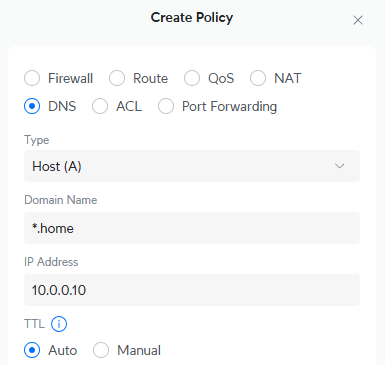 Create Policy
Firewall Route QoS NAT
DNS ACL Port Forwarding
Type
Host (A)
Domain Name
*.home
IP Address
10.0.0.10
TTL
Auto Manual